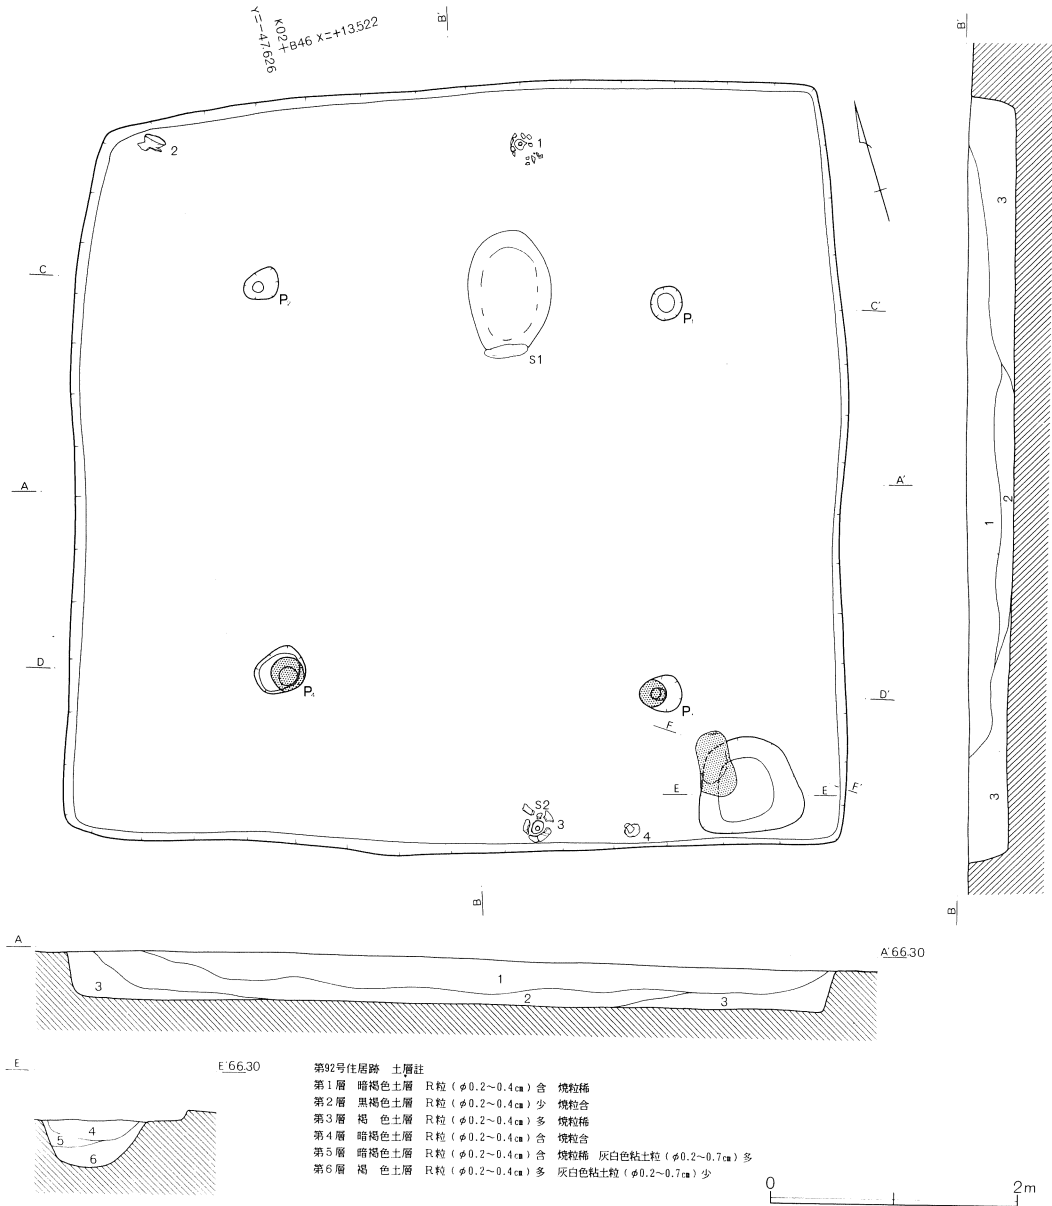 Y=-47.626
K02
+B46 X=+13.522
B'
B'
2
1
3
C
P₂
P₁
C'
S1
A
A'
1
2
D
P₄
P
D'
F
E
E'
F'
S2
3
4
3
B
B
A
A'66.30
3
1
2
3
E
E'66.30
4
5
6
第92号住居跡 土層註
第1層 暗褐色土層 R粒(φ0.2~0.4㎝)含 焼粒稀
第2層 黒褐色土層 R粒(φ0.2~0.4㎝)少 焼粒含
第3層 褐 色土層 R粒(φ0.2~0.4㎝)多 焼粒稀
第4層 暗褐色土層 R粒(φ0.2~0.4㎝)含 焼粒含
第5層 暗褐色土層 R粒(φ0.2~0.4㎝)含 焼粒稀 灰白色粘土粒(φ0.2~0.7㎝)多
第6層 褐 色土層 R粒(φ0.2~0.4㎝)多 灰白色粘土粒(φ0.2~0.7㎝)少
0 2m